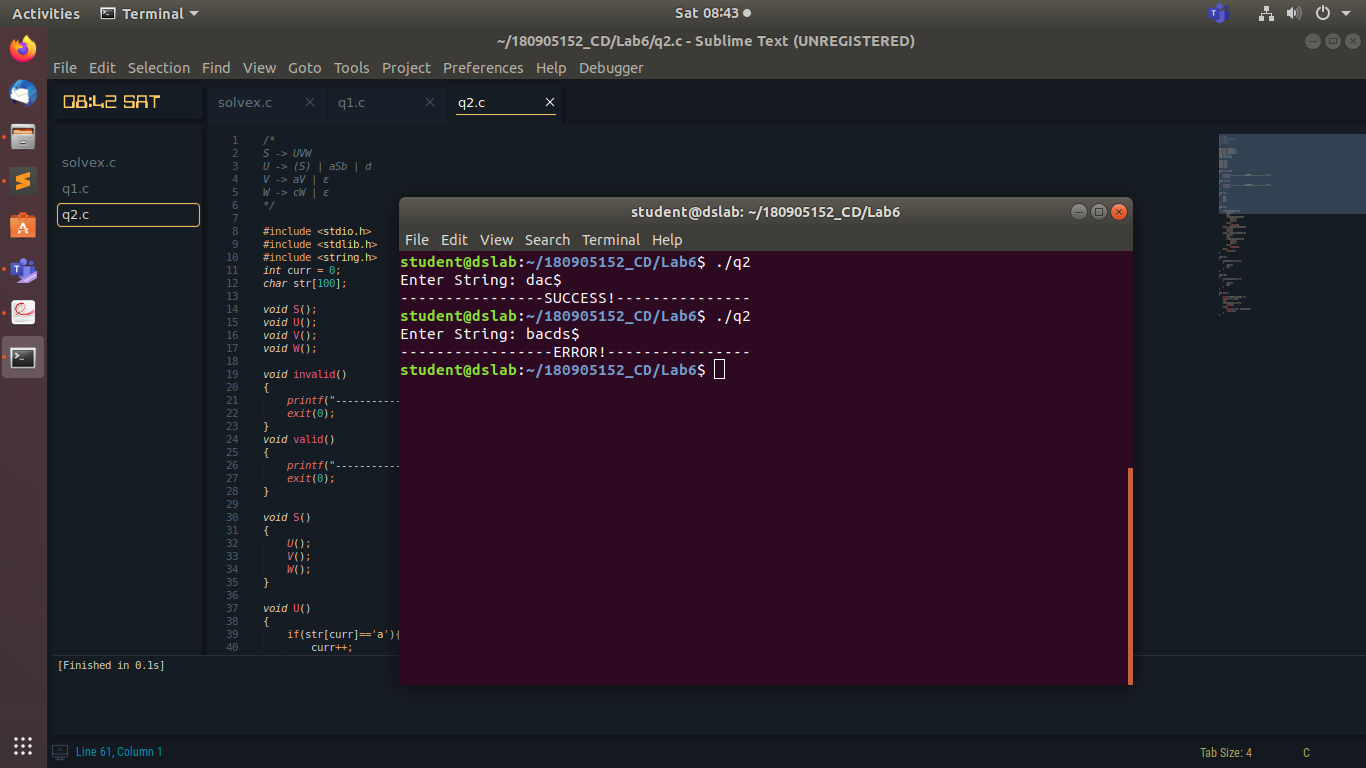 Activities Terminal Sat 08:43
~/180905152_CD/Lab6/q2.c - Sublime Text (UNREGISTERED)
File Edit Selection Find View Goto Tools Project Preferences Help Debugger
08:42 SAT
solvex.c
q1.c
q2.c
solvex.c × q1.c × q2.c ×
1 /*
2 S -> UVW
3 U -> (S) | aSb | d
4 V -> aV | ε
5 W -> cW | ε
6 */
7
8 #include <stdio.h>
9 #include <stdlib.h>
10 #include <string.h>
11 int curr = 0;
12 char str[100];
13
14 void S();
15 void U();
16 void V();
17 void W();
18
19 void invalid()
20 {
21 printf("-----------
22 exit(0);
23 }
24 void valid()
25 {
26 printf("-----------
27 exit(0);
28 }
29
30 void S()
31 {
32 U();
33 V();
34 W();
35 }
36
37 void U()
38 {
39 if(str[curr]=='a'){
40 curr++;
student@dslab: ~/180905152_CD/Lab6
File Edit View Search Terminal Help
student@dslab:~/180905152_CD/Lab6$ ./q2
Enter String: dac$
----------------SUCCESS!---------------
student@dslab:~/180905152_CD/Lab6$ ./q2
Enter String: bacds$
-----------------ERROR!----------------
student@dslab:~/180905152_CD/Lab6$
[Finished in 0.1s]
Line 61, Column 1 Tab Size: 4 C